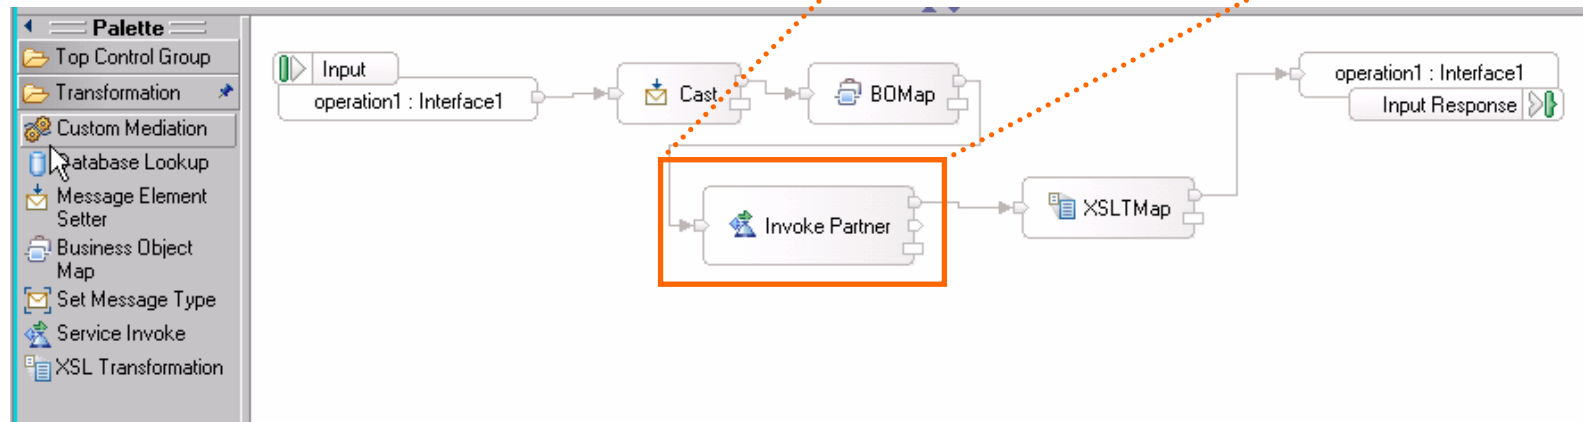 Palette
Top Control Group
Transformation
Custom Mediation
Database Lookup
Message Element
Setter
Business Object
Map
Set Message Type
Service Invoke
XSL Transformation
Input
operation1 : Interface1
Cast
BOMap
Invoke Partner
XSLTMap
operation1 : Interface1
Input Response